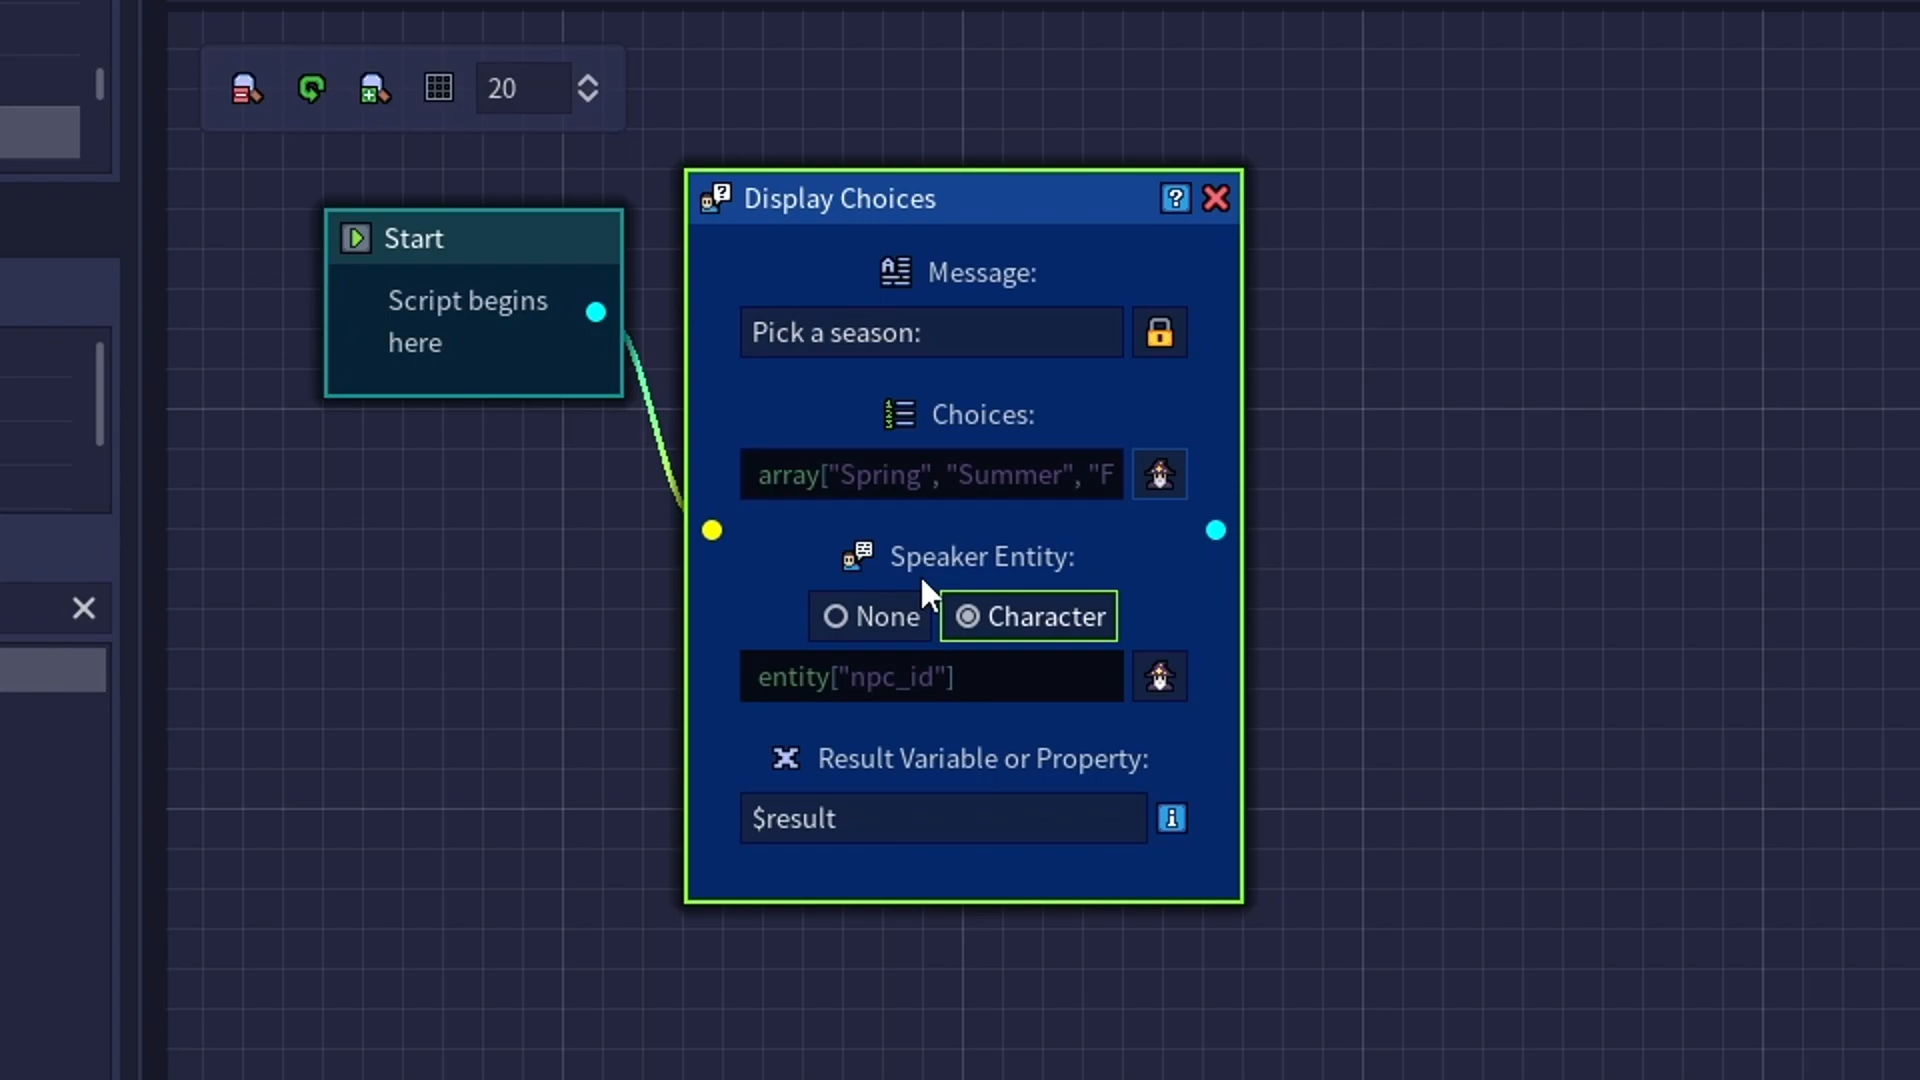 20
Start
Script begins
here
Display Choices
Message:
Pick a season:
Choices:
array["Spring", "Summer", "F
Speaker Entity:
None
Character
entity["npc_id"]
Result Variable or Property:
$result